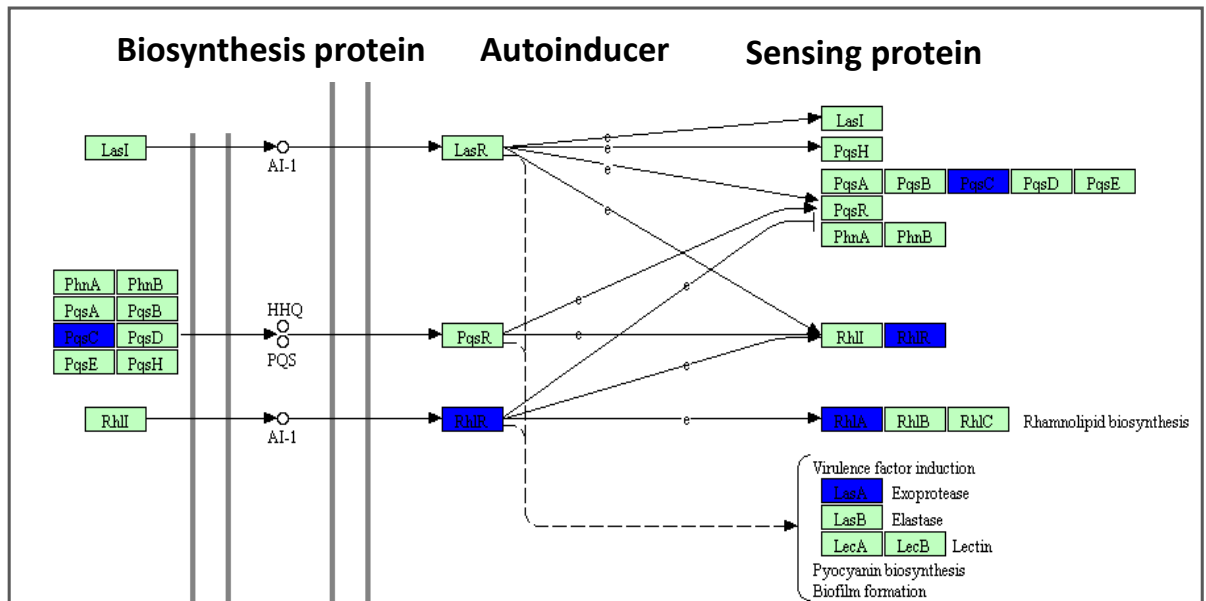 Biosynthesis protein Autoinducer Sensing protein
LasI
AI-1
LasR
e
e
e
e
LasI
PqsH
PqsA PqsB PqsC PqsD PqsE
PqsR
PhnA PhnB
PhnA PhnB
PqsA PqsB
PqsC PqsD
PqsE PqsH
HHQ
PQS
PqsR
e
e
e
e
RhlI RhlR
RhlI
AI-1
RhlR
e
RhlA RhlB RhlC Rhamnolipid biosynthesis
Virulence factor induction
LasA Exoprotease
LasB Elastase
LecA LecB Lectin
Pyocyanin biosynthesis
Biofilm formation